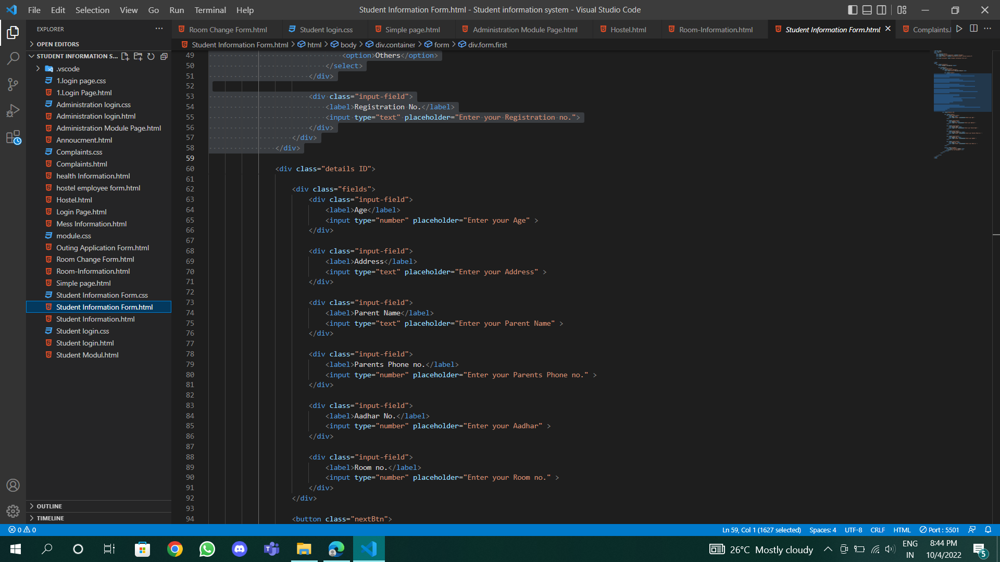 File Edit Selection View Go Run Terminal Help
Student Information Form.html - Student information system - Visual Studio Code
EXPLORER
OPEN EDITORS
STUDENT INFORMATION S...
.vscode
1.login page.css
1.Login Page.html
Administration login.css
Administration login.html
Administration Module Page.html
Annoucment.html
Complaints.css
Complaints.html
health Information.html
hostel employee form.html
Hostel.html
Login Page.html
Mess Information.html
module.css
Outing Application Form.html
Room Change Form.html
Room-Information.html
Simple page.html
Student Information Form.css
Student Information Form.html
Student Information.html
Student login.css
Student login.html
Student Modul.html
OUTLINE
TIMELINE
Room Change Form.html Student login.css Simple page.html Administration Module Page.html Hostel.html Room-Information.html Student Information Form.html Complaints.
Student Information Form.html > html > body > div.container > form > div.form.first
49 <option>Others</option>
50 </select>
51 </div>
52
53 <div class="input-field">
54 <label>Registration No.</label>
55 <input type="text" placeholder="Enter your Registration no.">
56 </div>
57 </div>
58 </div>
59
60 <div class="details ID">
61
62 <div class="fields">
63 <div class="input-field">
64 <label>Age</label>
65 <input type="number" placeholder="Enter your Age" >
66 </div>
67
68 <div class="input-field">
69 <label>Address</label>
70 <input type="text" placeholder="Enter your Address" >
71 </div>
72
73 <div class="input-field">
74 <label>Parent Name</label>
75 <input type="text" placeholder="Enter your Parent Name" >
76 </div>
77
78 <div class="input-field">
79 <label>Parents Phone no.</label>
80 <input type="number" placeholder="Enter your Parents Phone no." >
81 </div>
82
83 <div class="input-field">
84 <label>Aadhar No.</label>
85 <input type="number" placeholder="Enter your Aadhar" >
86 </div>
87
88 <div class="input-field">
89 <label>Room no.</label>
90 <input type="number" placeholder="Enter your Room no." >
91 </div>
92 </div>
93
94 <button class="nextBtn">
0 0 Ln 59, Col 1 (1627 selected) Spaces: 4 UTF-8 CRLF HTML Port : 5501
26°C Mostly cloudy
ENG
IN
8:44 PM
10/4/2022
5